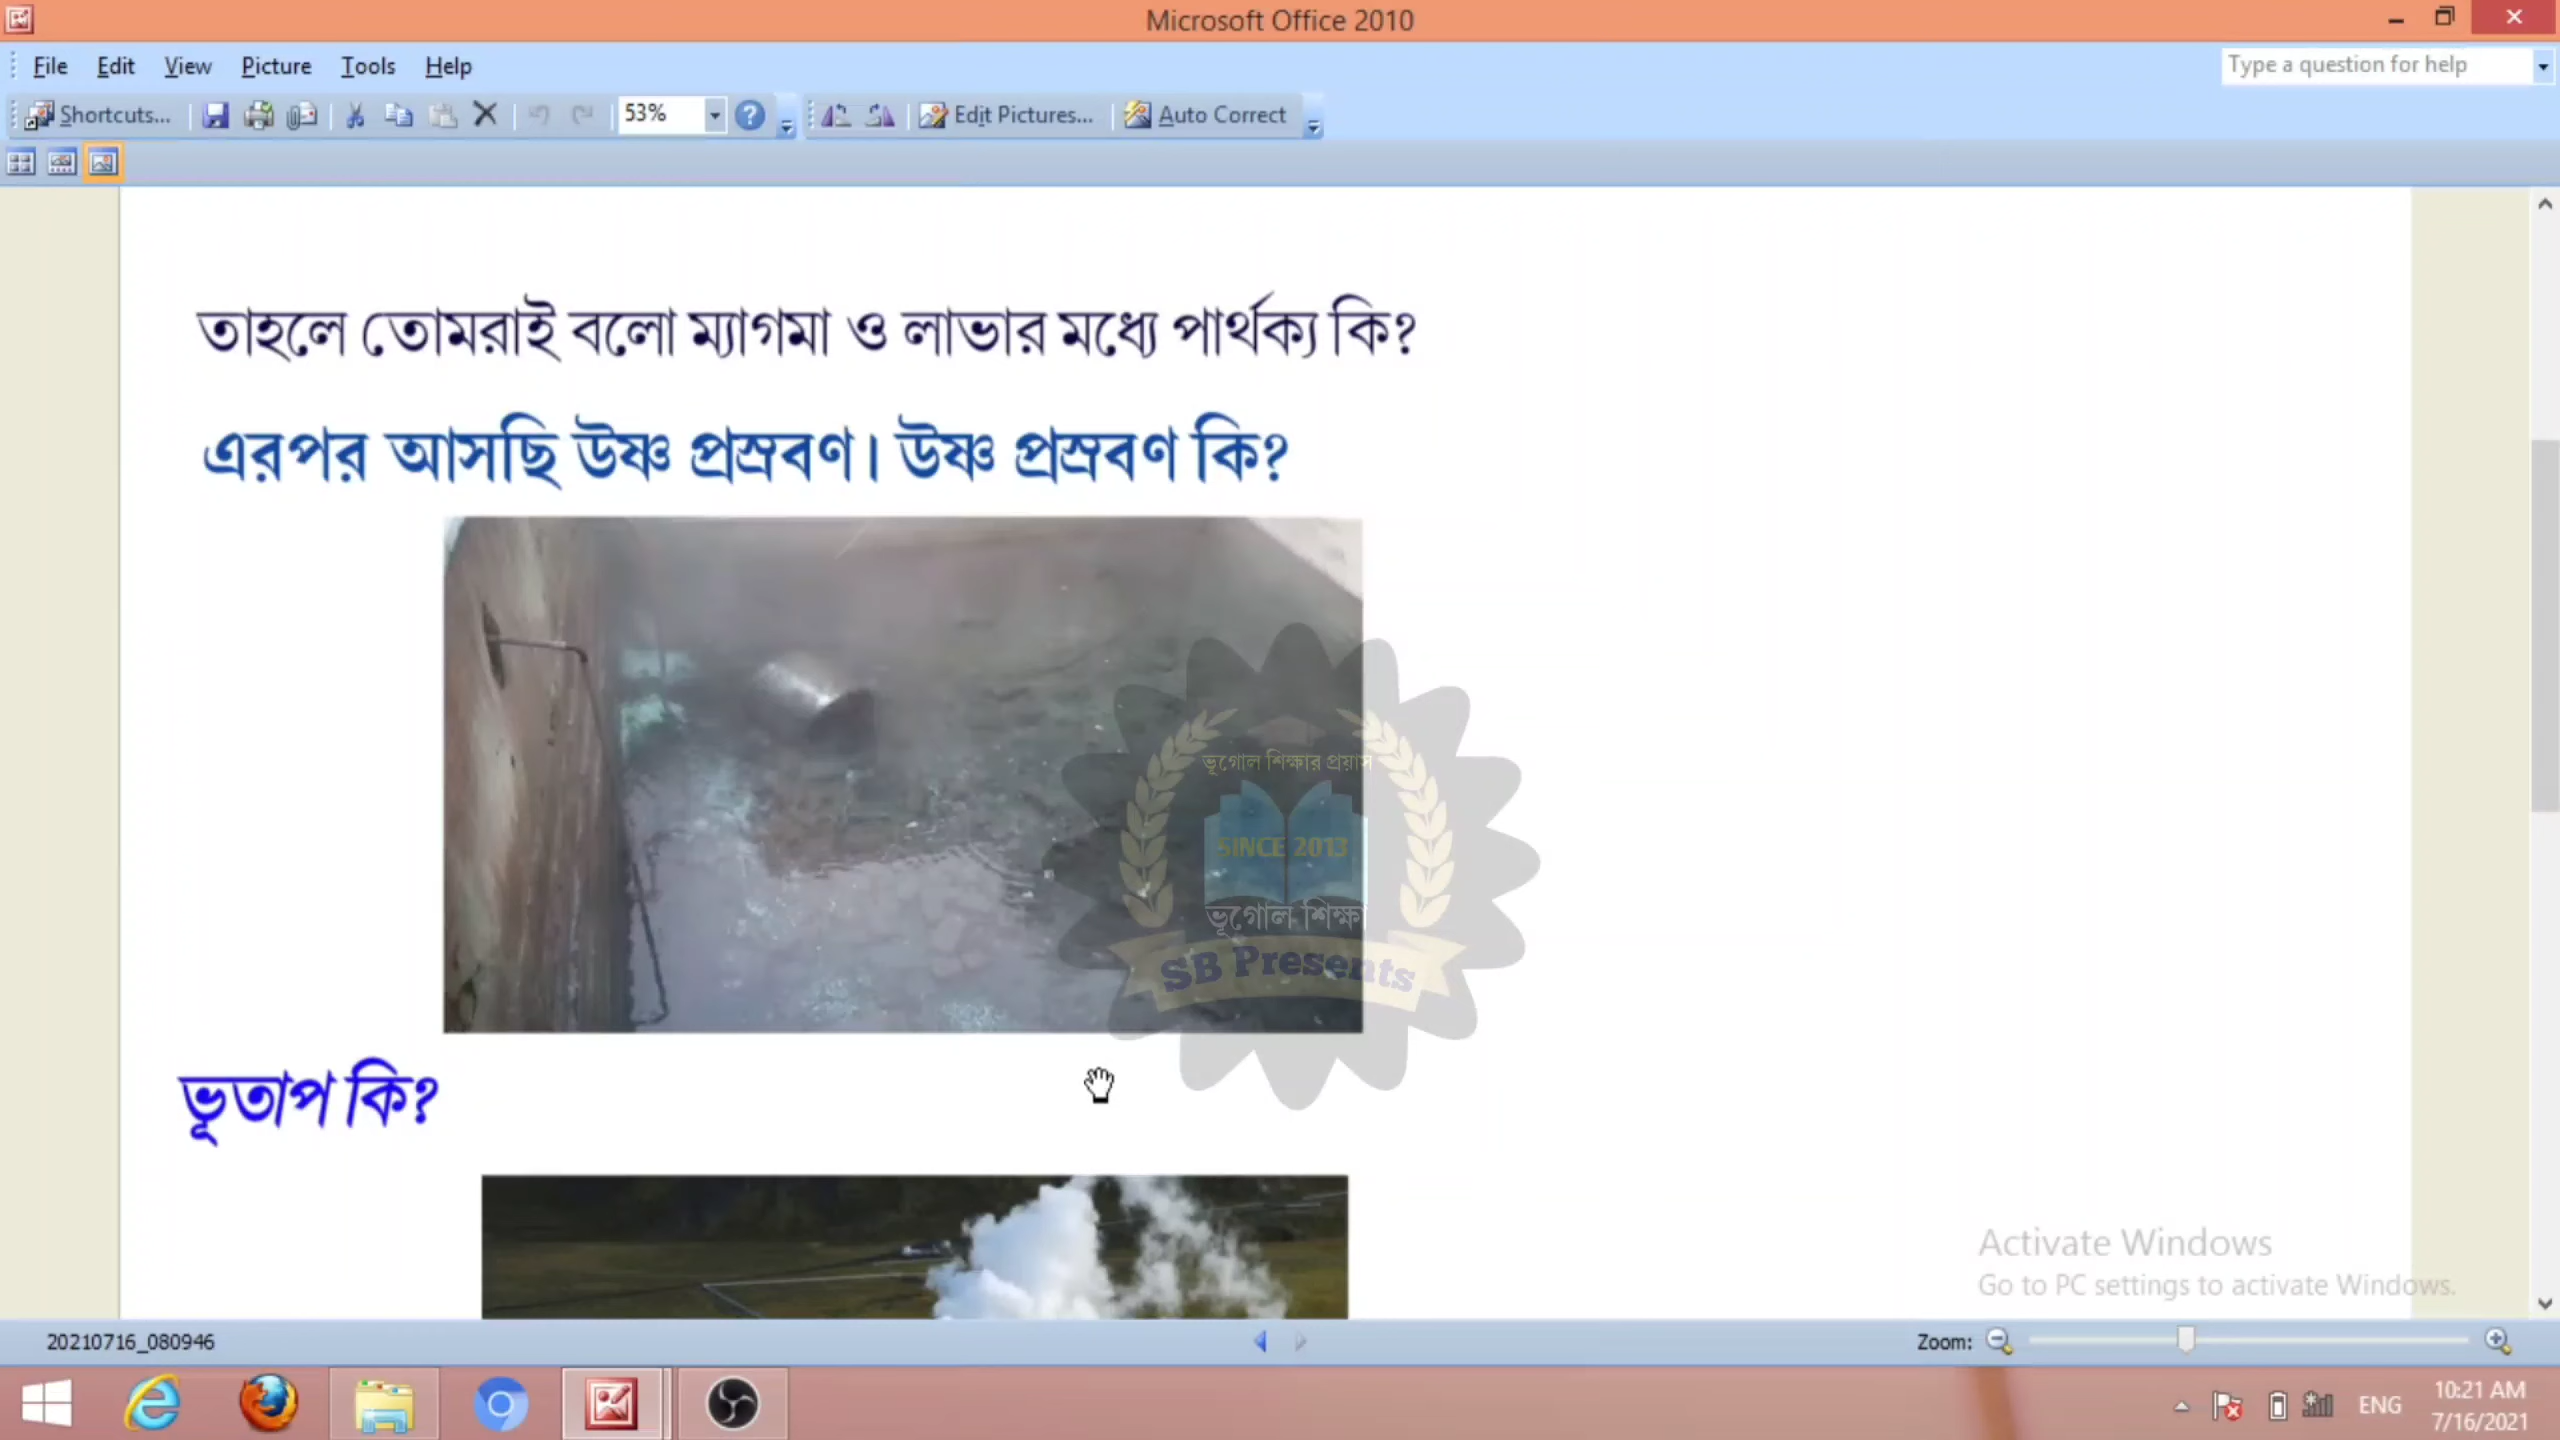 Microsoft Office 2010
File Edit View Picture Tools Help
Type a question for help
Shortcuts... 53% Edit Pictures... Auto Correct
তাহলে তোমরাই বলো ম্যাগমা ও লাভার মধ্যে পার্থক্য কি?
এরপর আসছি উষ্ণ প্রস্রবণ। উষ্ণ প্রস্রবণ কি?
ভূগোল শিক্ষার প্রয়াস
SINCE 2013
ভূগোল শিক্ষা
SB Presents
ভূতাপ কি?
Activate Windows
Go to PC settings to activate Windows.
20210716_080946
Zoom:
ENG
10:21 AM
7/16/2021